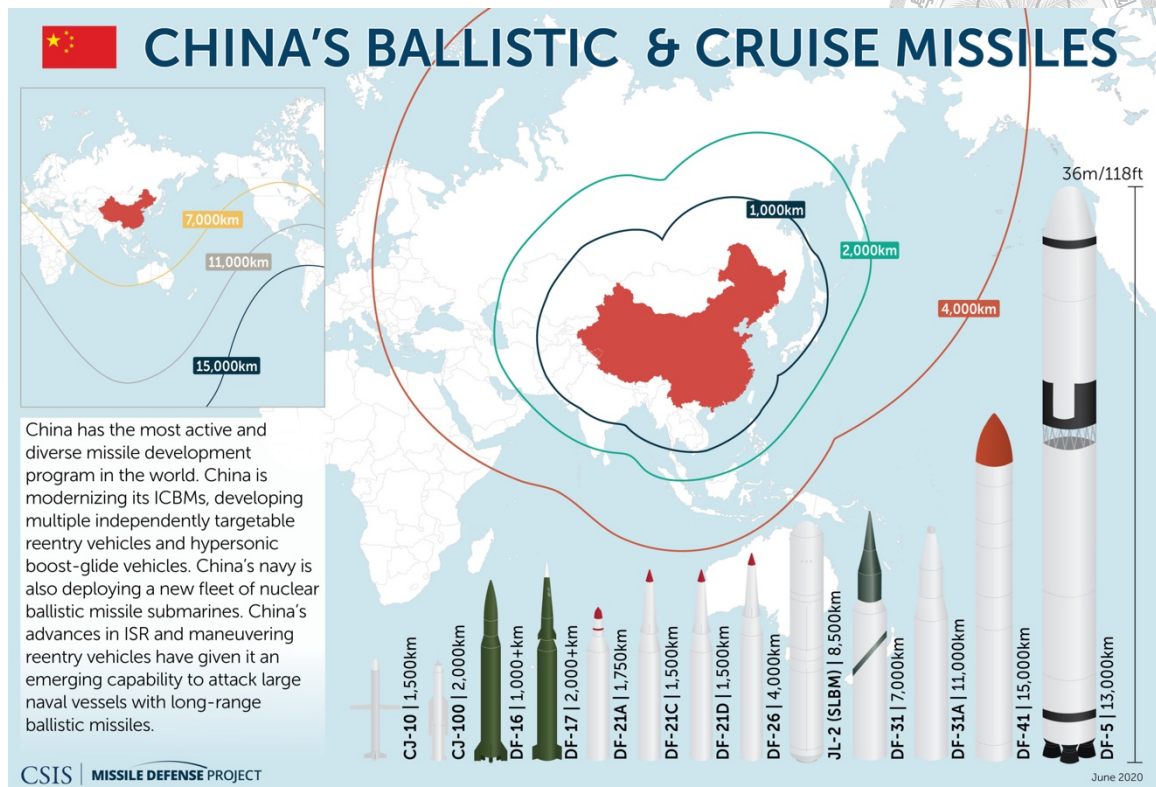 CHINA'S BALLISTIC & CRUISE MISSILES
7,000km
11,000km
15,000km
1,000km
2,000km
4,000km
36m/118ft
China has the most active and
diverse missile development
program in the world. China is
modernizing its ICBMs, developing
multiple independently targetable
reentry vehicles and hypersonic
boost-glide vehicles. China's navy is
also deploying a new fleet of nuclear
ballistic missile submarines. China's
advances in ISR and maneuvering
reentry vehicles have given it an
emerging capability to attack large
naval vessels with long-range
ballistic missiles.
CJ-10 | 1,500km
CJ-100 | 2,000km
DF-16 | 1,000+km
DF-17 | 2,000+km
DF-21A | 1,750km
DF-21C | 1,500km
DF-21D | 1,500km
DF-26 | 4,000km
JL-2 (SLBM) | 8,500km
DF-31 | 7,000km
DF-31A | 11,000km
DF-41 | 15,000km
DF-5 | 13,000km
CSIS | MISSILE DEFENSE PROJECT
June 2020